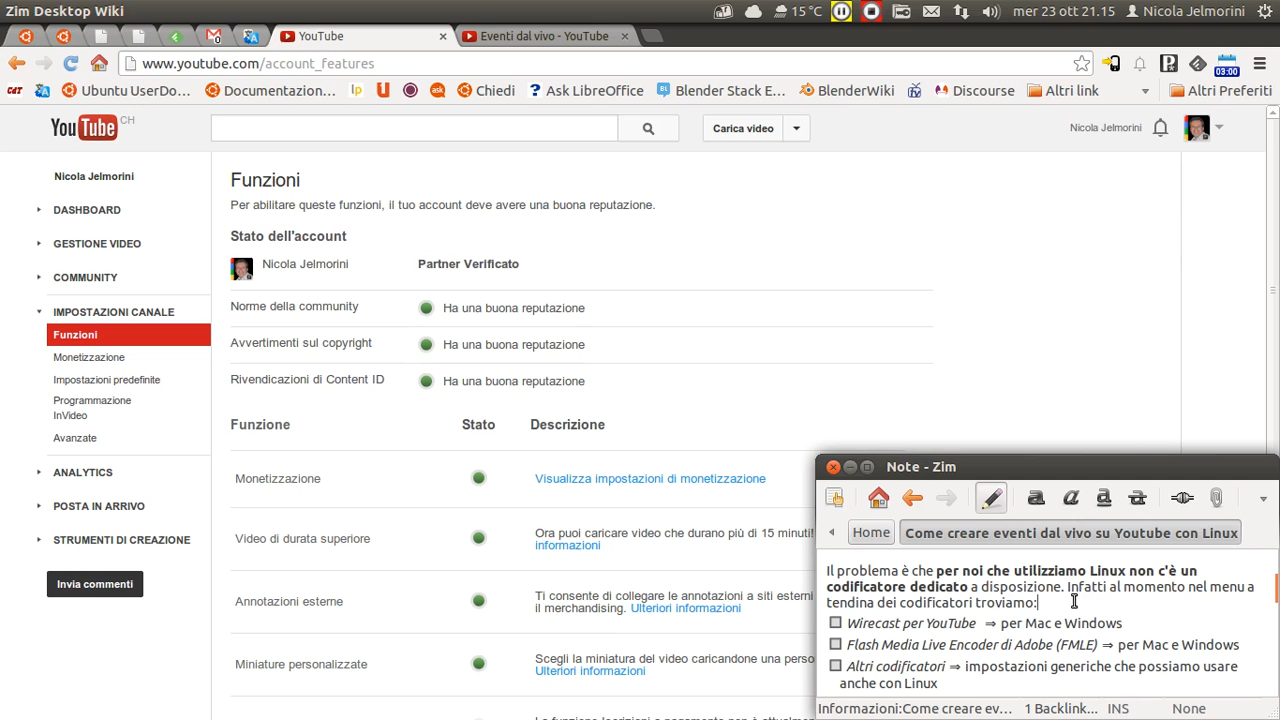 Zim Desktop Wiki
15 °C
mer 23 ott 21.15
Nicola Jelmorini
YouTube
Eventi dal vivo - YouTube
www.youtube.com/account_features
03:00
Ubuntu UserDo...
Documentazion...
lp
U
ask
Chiedi
? Ask LibreOffice
Blender Stack E...
BlenderWiki
Discourse
Altri link
Altri Preferiti
YouTube CH
Carica video
Nicola Jelmorini
Nicola Jelmorini
DASHBOARD
GESTIONE VIDEO
COMMUNITY
IMPOSTAZIONI CANALE
Funzioni
Monetizzazione
Impostazioni predefinite
Programmazione
InVideo
Avanzate
ANALYTICS
POSTA IN ARRIVO
STRUMENTI DI CREAZIONE
Invia commenti
Funzioni
Per abilitare queste funzioni, il tuo account deve avere una buona reputazione.
Stato dell'account
Nicola Jelmorini Partner Verificato
Norme della community Ha una buona reputazione
Avvertimenti sul copyright Ha una buona reputazione
Rivendicazioni di Content ID Ha una buona reputazione
Funzione Stato Descrizione
Monetizzazione Visualizza impostazioni di monetizzazione
Video di durata superiore Ora puoi caricare video che durano più di 15 minuti!
informazioni
Annotazioni esterne Ti consente di collegare le annotazioni a siti esterni
il merchandising. Ulteriori informazioni
Miniature personalizzate Scegli la miniatura del video caricandone una perso
Ulteriori informazioni
Note - Zim
Home
Come creare eventi dal vivo su Youtube con Linux
Il problema è che per noi che utilizziamo Linux non c'è un
codificatore dedicato a disposizione. Infatti al momento nel menu a
tendina dei codificatori troviamo:
Wirecast per YouTube ⇒ per Mac e Windows
Flash Media Live Encoder di Adobe (FMLE) ⇒ per Mac e Windows
Altri codificatori ⇒ impostazioni generiche che possiamo usare
anche con Linux
Informazioni:Come creare ev... 1 Backlink... INS None